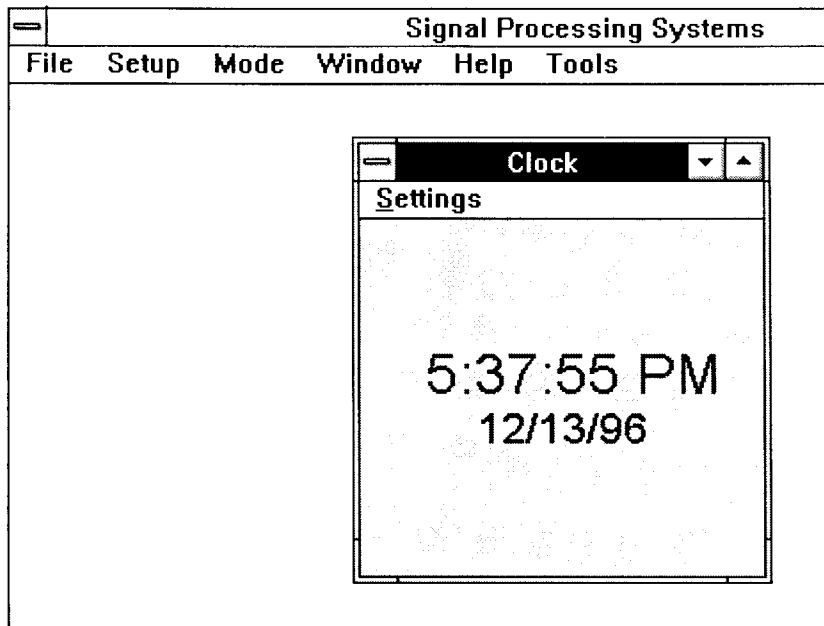 Signal Processing Systems
File Setup Mode Window Help Tools
Clock
Settings
5:37:55 PM
12/13/96